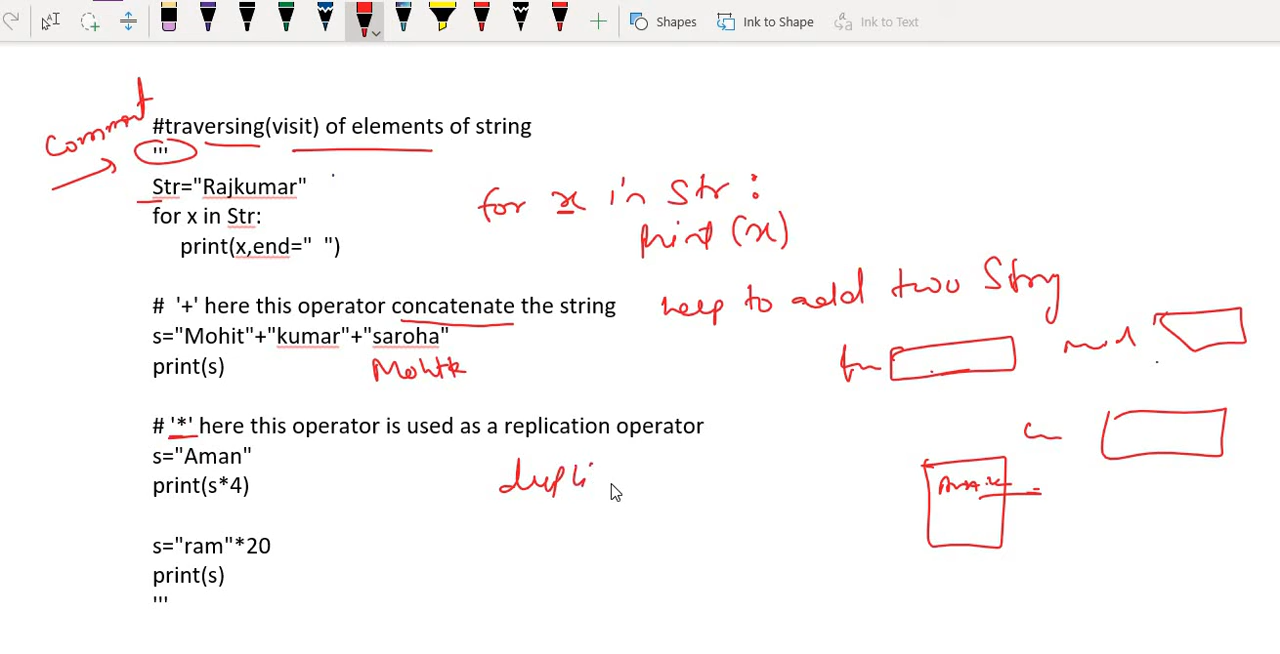 Shapes Ink to Shape Ink to Text
Comment
#traversing(visit) of elements of string
'''
Str="Rajkumar"
for x in Str:
print(x,end="  ")
for x in Str :
print (x)
# '+' here this operator concatenate the string
help to add two String
s="Mohit"+"kumar"+"saroha"
print(s)
# '*' here this operator is used as a replication operator
s="Aman"
print(s*4)
dupli
s="ram"*20
print(s)
'''